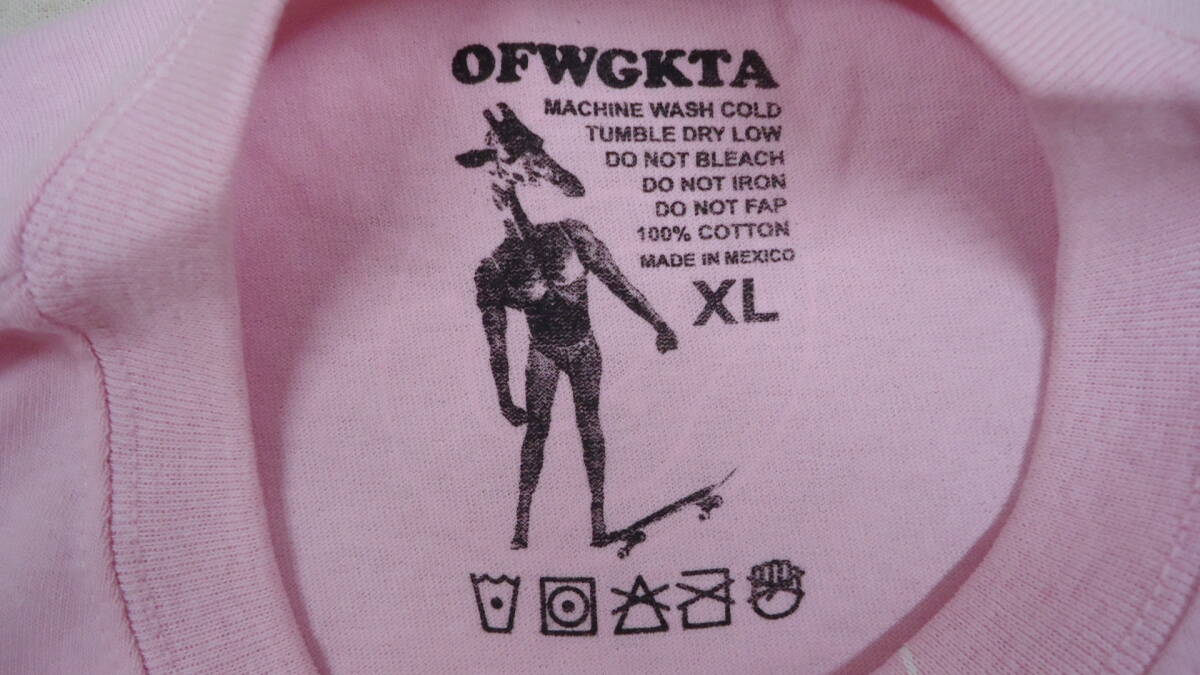 OFWGKTA
MACHINE WASH COLD
TUMBLE DRY LOW
DO NOT BLEACH
DO NOT IRON
DO NOT FAP
100% COTTON
MADE IN MEXICO
XL